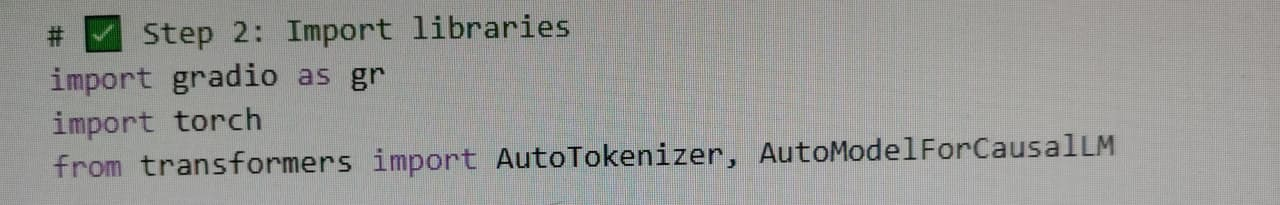 # ✅ Step 2: Import libraries
import gradio as gr
import torch
from transformers import AutoTokenizer, AutoModelForCausalLM